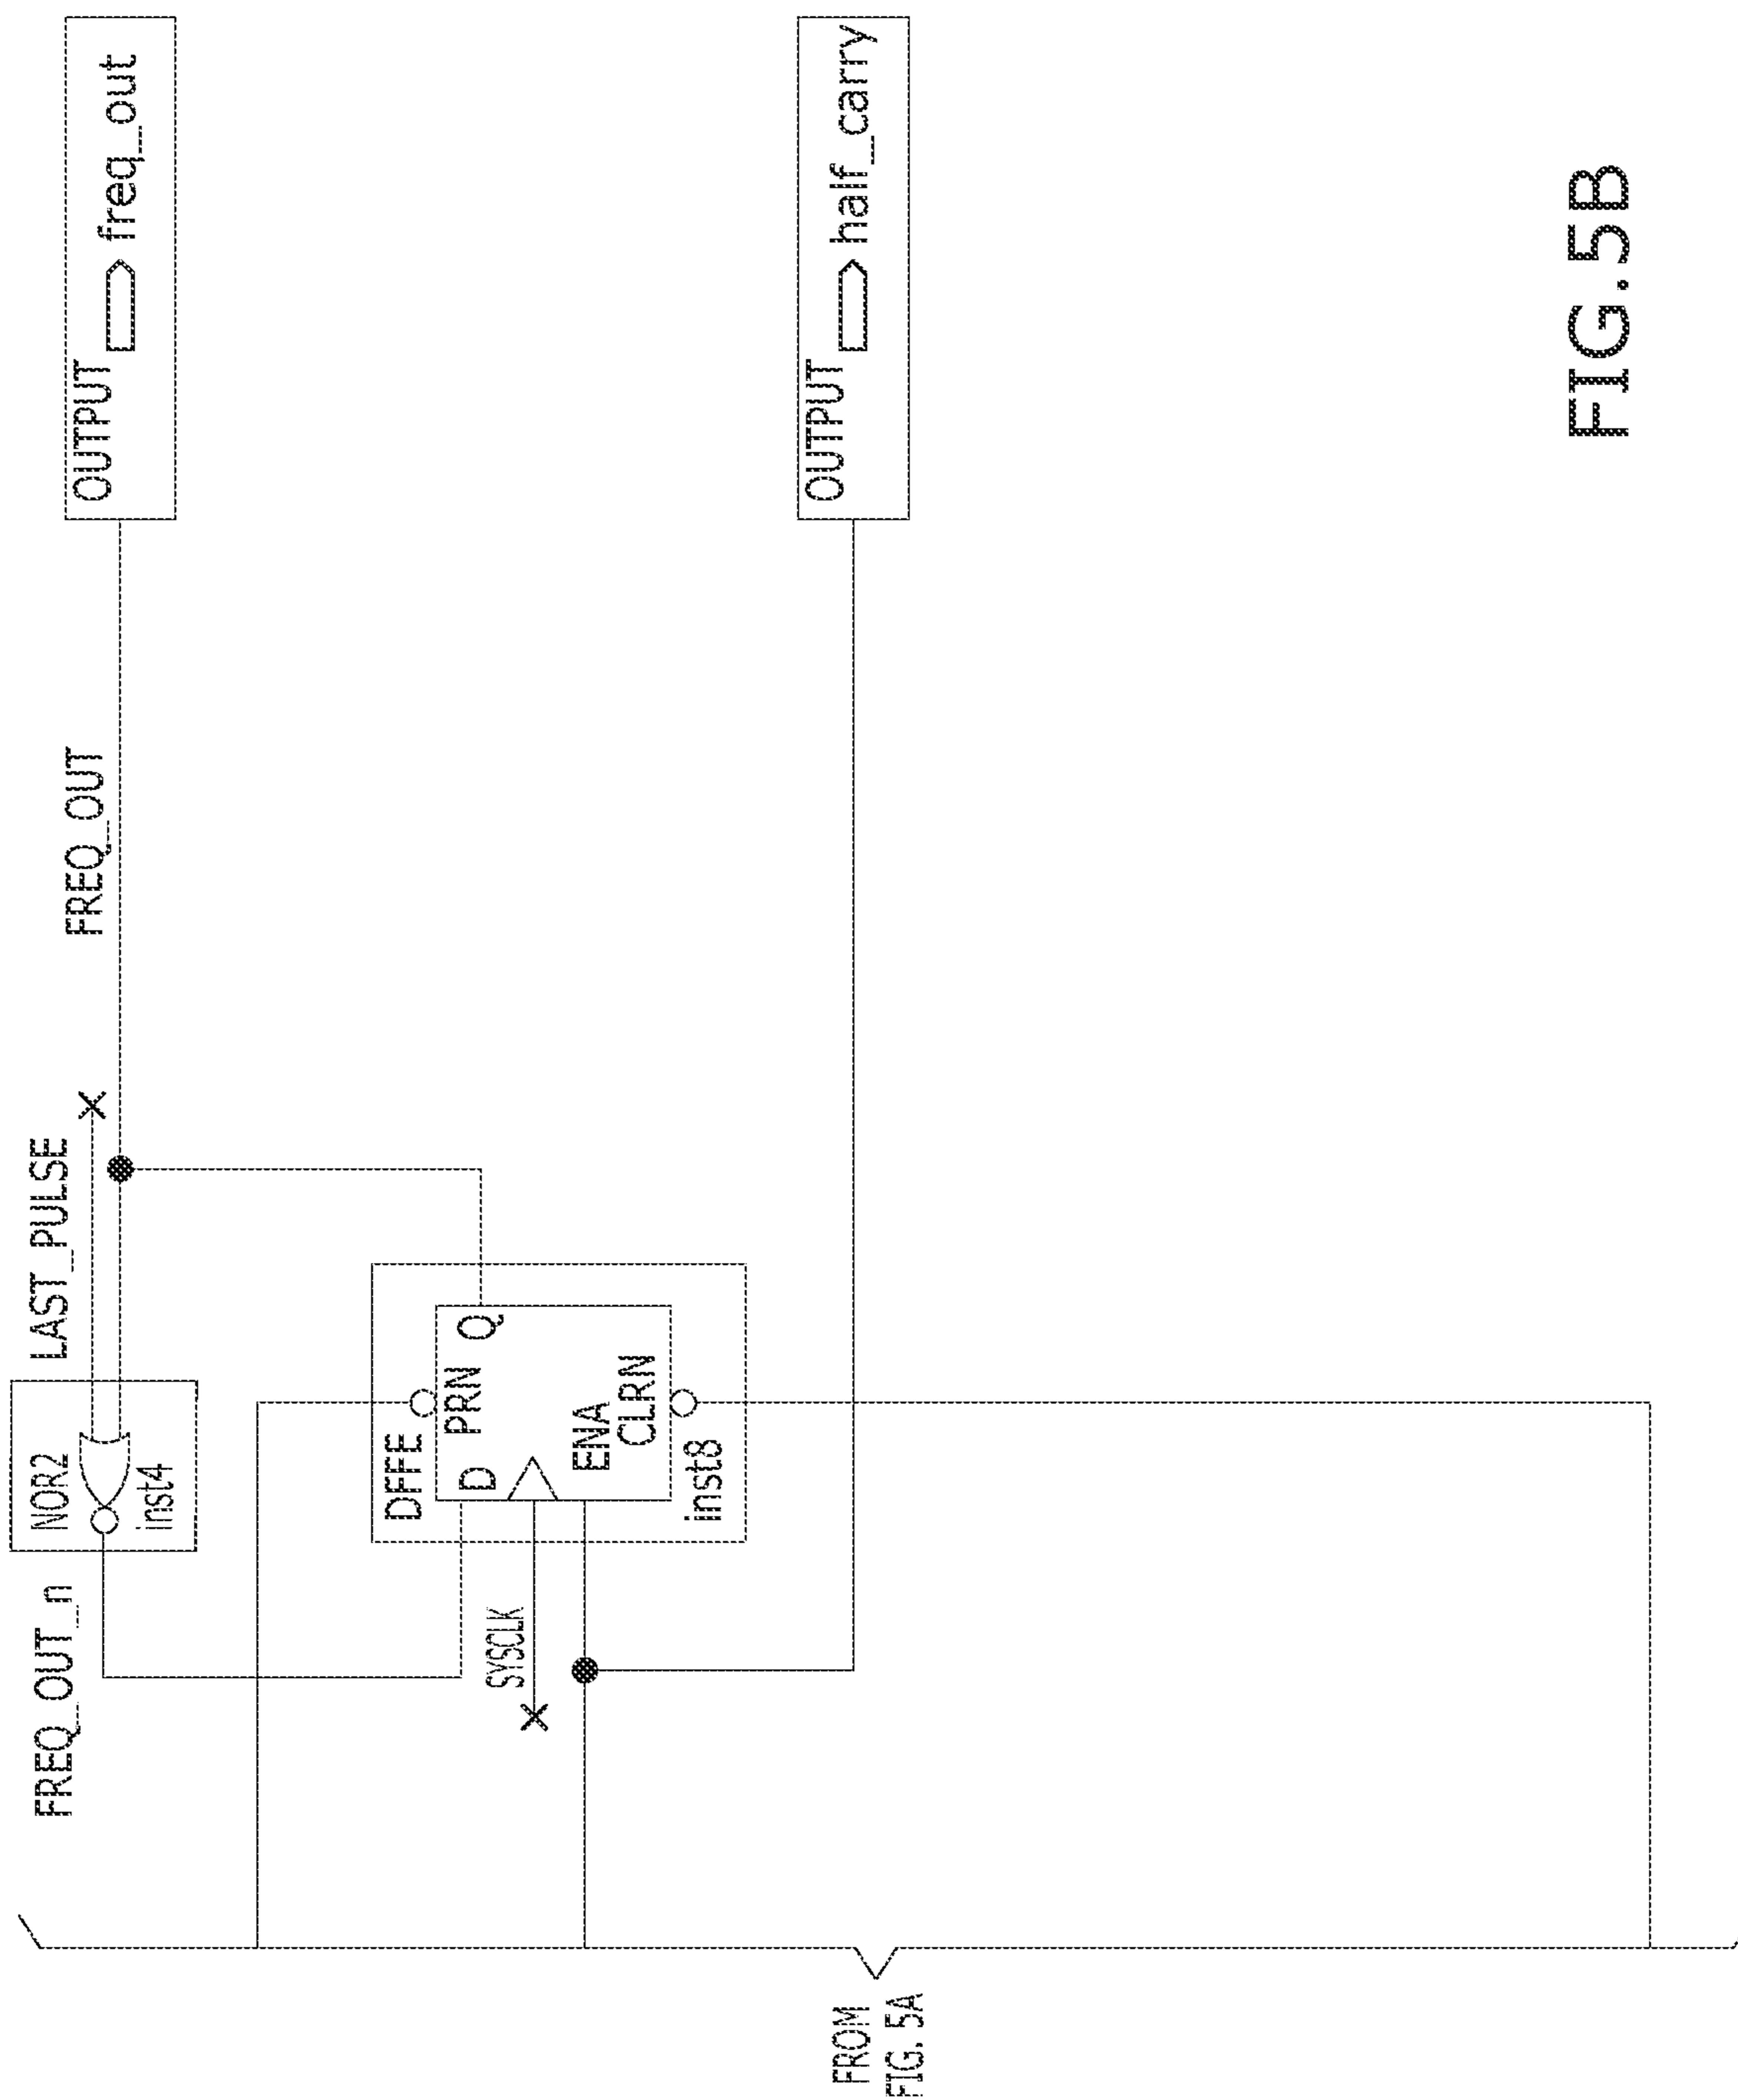 FREQ_OUT_n
NOR2
inst4
LAST_PULSE
FREQ_OUT
OUTPUT
freq_out
SYSCLK
DFFE
D
PRN
Q
ENA
CLRN
inst8
OUTPUT
half_carry
FROM
FIG. 5A
FIG.5B